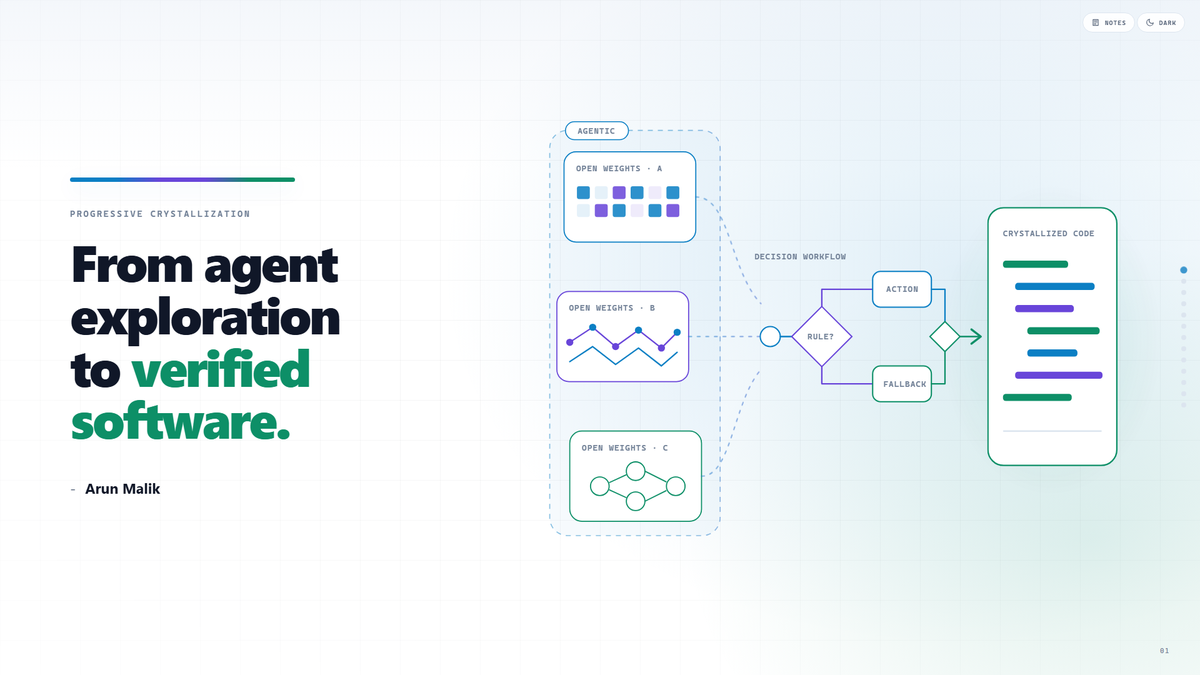 NOTES
DARK
PROGRESSIVE CRYSTALLIZATION
From agent
exploration
to verified
software.
- Arun Malik
AGENTIC
OPEN WEIGHTS · A
OPEN WEIGHTS · B
OPEN WEIGHTS · C
DECISION WORKFLOW
RULE?
ACTION
FALLBACK
CRYSTALLIZED CODE
01